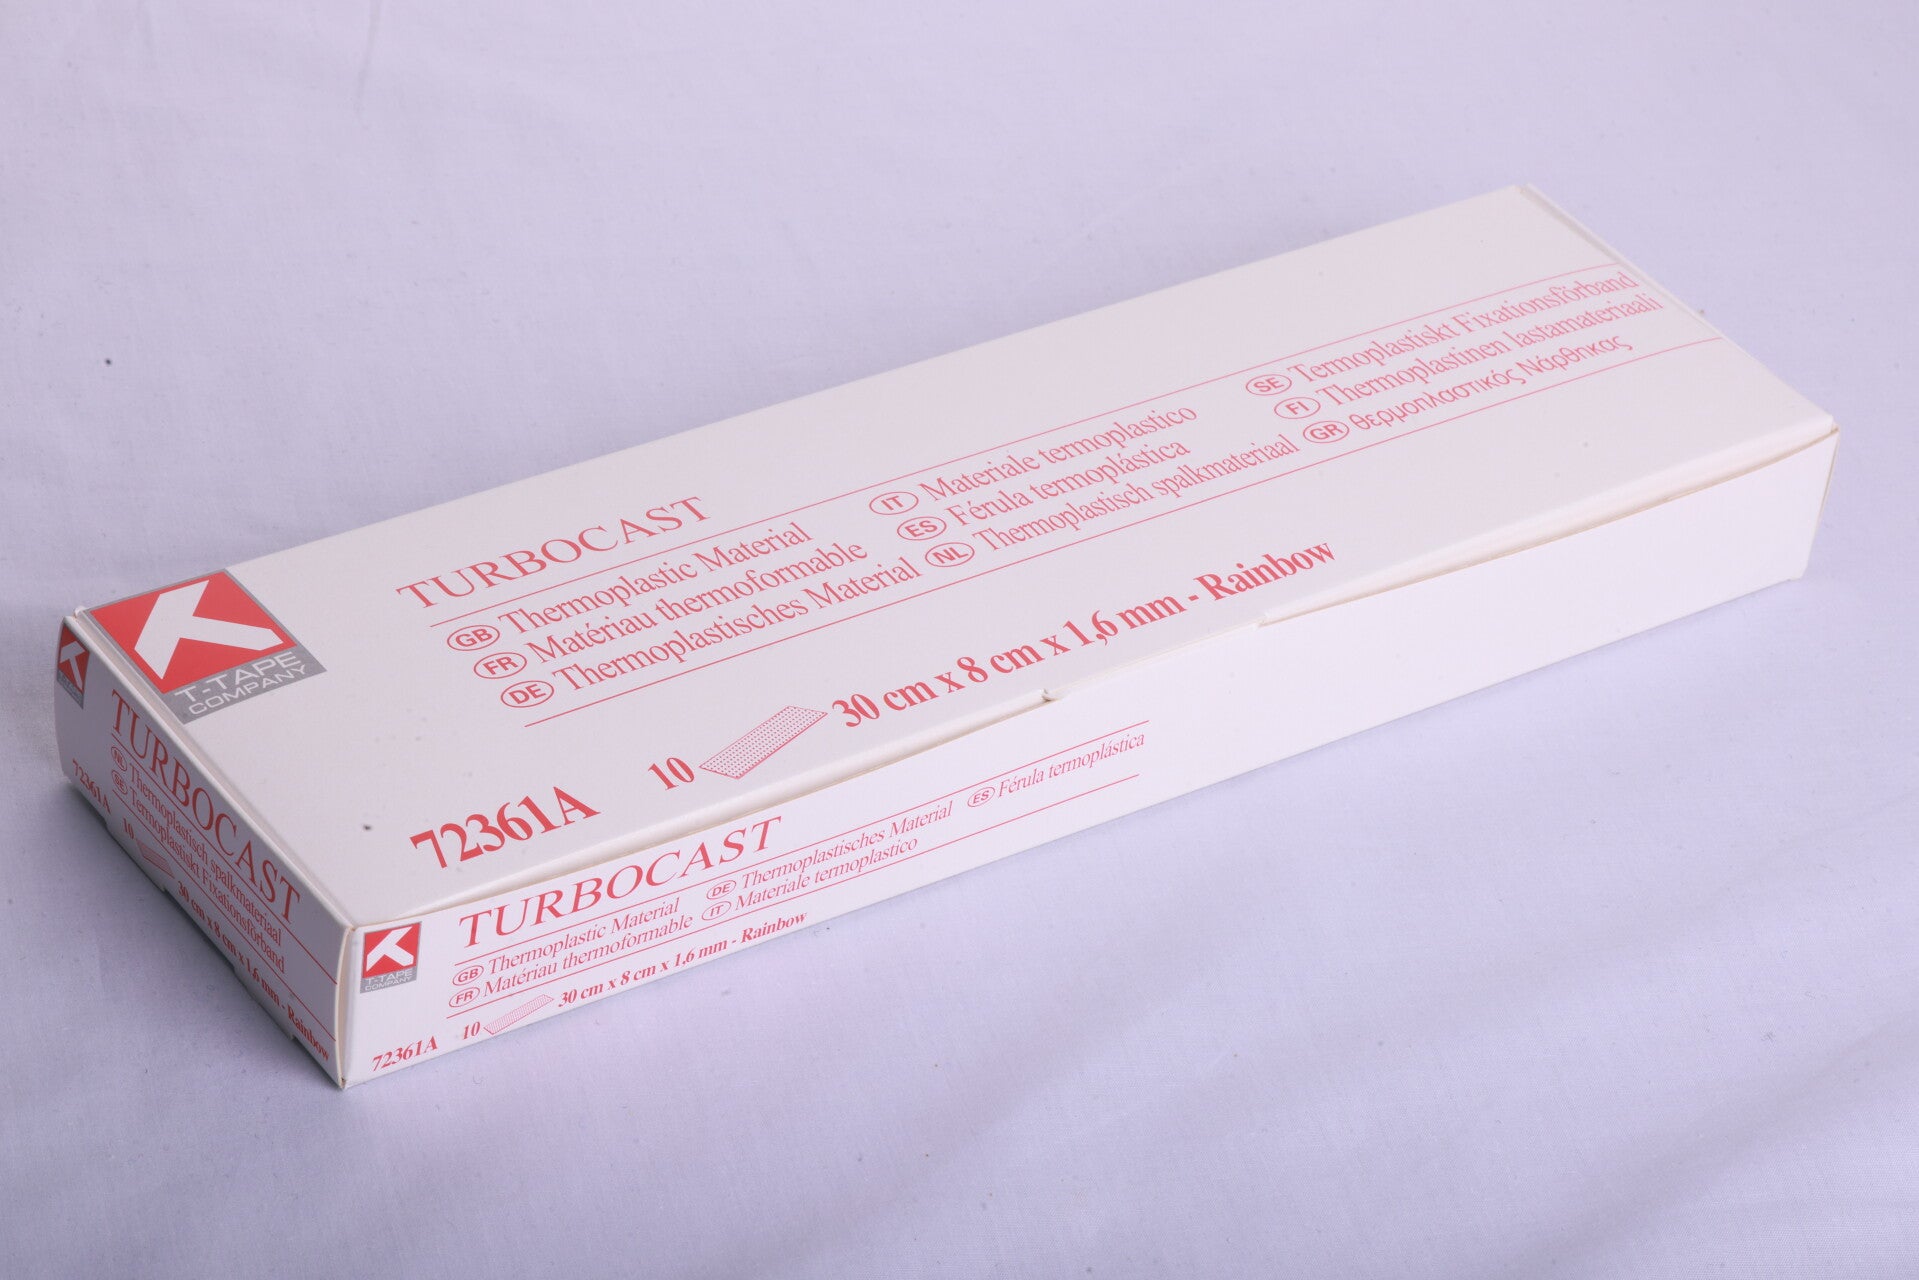 T-TAPE
COMPANY
TURBOCAST
GB Thermoplastic Material
FR Matériau thermoformable
DE Thermoplastisches Material
IT Materiale termoplastico
ES Férula termoplástica
NL Thermoplastisch spalkmateriaal
SE Termoplastiskt Fixationsförband
FI Thermoplastinen lastamateriaali
GR Θερμοπλαστικός Νάρθηκας
72361A 10 30 cm x 8 cm x 1,6 mm - Rainbow
TURBOCAST
NL Thermoplastisch spalkmateriaal
SE Termoplastiskt Fixationsförband
72361A 10 30 cm x 8 cm x 1,6 mm - Rainbow
T-TAPE
COMPANY
TURBOCAST
GB Thermoplastic Material
FR Matériau thermoformable
DE Thermoplastisches Material
IT Materiale termoplastico
ES Férula termoplástica
72361A 10 30 cm x 8 cm x 1,6 mm - Rainbow